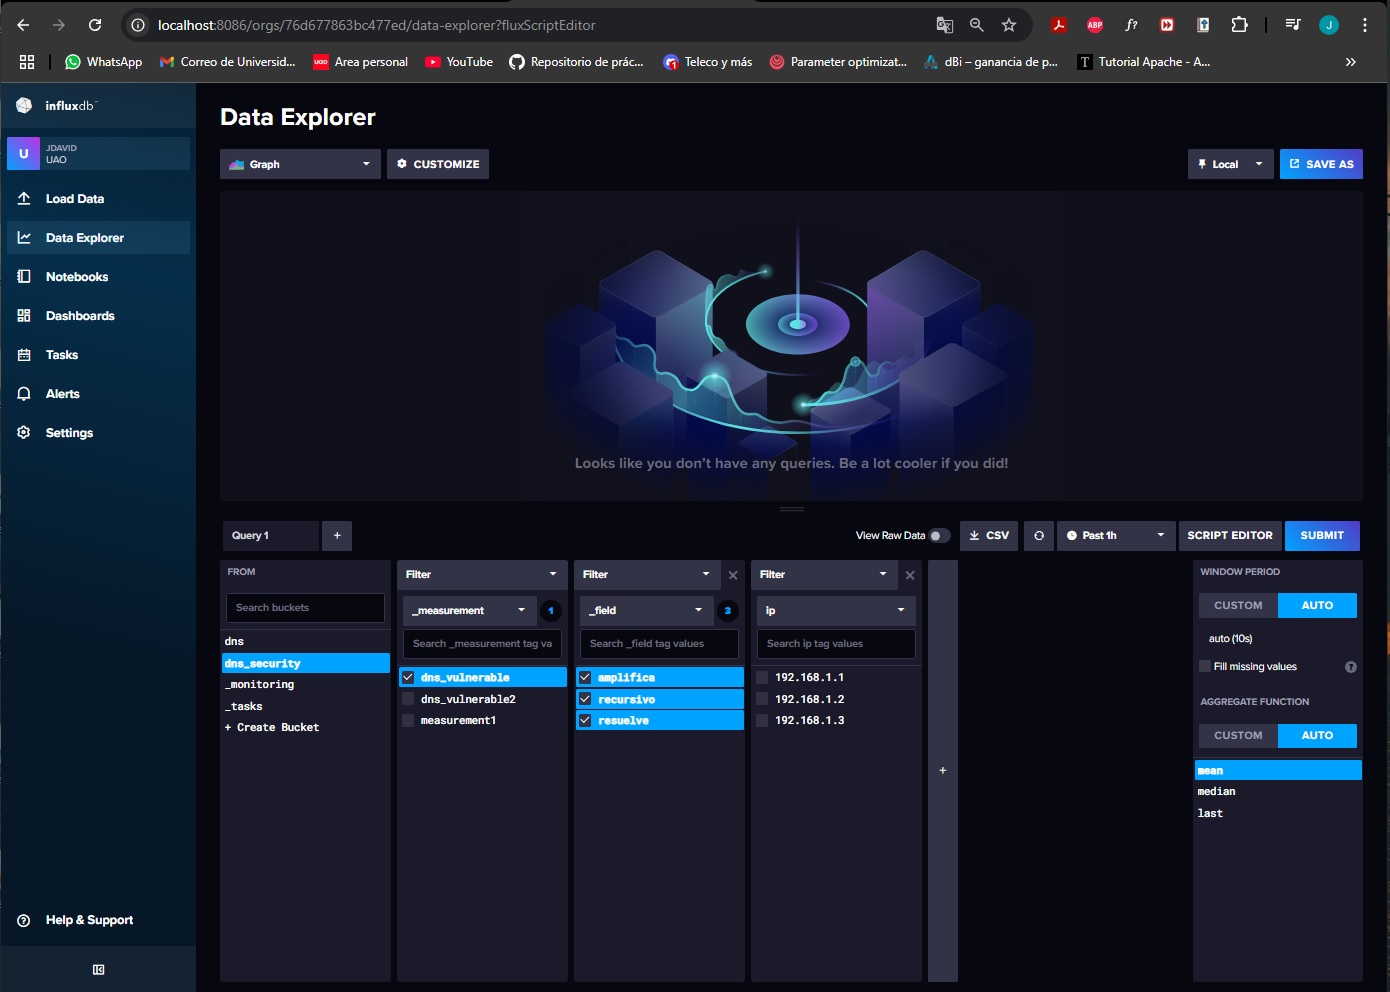 localhost:8086/orgs/76d677863bc477ed/data-explorer?fluxScriptEditor
ABP
f?
J
WhatsApp
Correo de Universid...
UAO
Area personal
YouTube
Repositorio de prác...
Teleco y más
Parameter optimizat...
dBi – ganancia de p...
T
Tutorial Apache - A...
influxdb™
U
JDAVID
UAO
Load Data
Data Explorer
Notebooks
Dashboards
Tasks
Alerts
Settings
Help & Support
Data Explorer
Graph
CUSTOMIZE
Local
SAVE AS
Looks like you don't have any queries. Be a lot cooler if you did!
Query 1
+
View Raw Data
CSV
Past 1h
SCRIPT EDITOR
SUBMIT
FROM
Search buckets
dns
dns_security
_monitoring
_tasks
+ Create Bucket
Filter
_measurement
1
Search _measurement tag va
dns_vulnerable
dns_vulnerable2
measurement1
Filter
_field
3
Search _field tag values
amplifica
recursivo
resuelve
Filter
ip
Search ip tag values
192.168.1.1
192.168.1.2
192.168.1.3
+
WINDOW PERIOD
CUSTOM
AUTO
auto (10s)
Fill missing values
?
AGGREGATE FUNCTION
CUSTOM
AUTO
mean
median
last